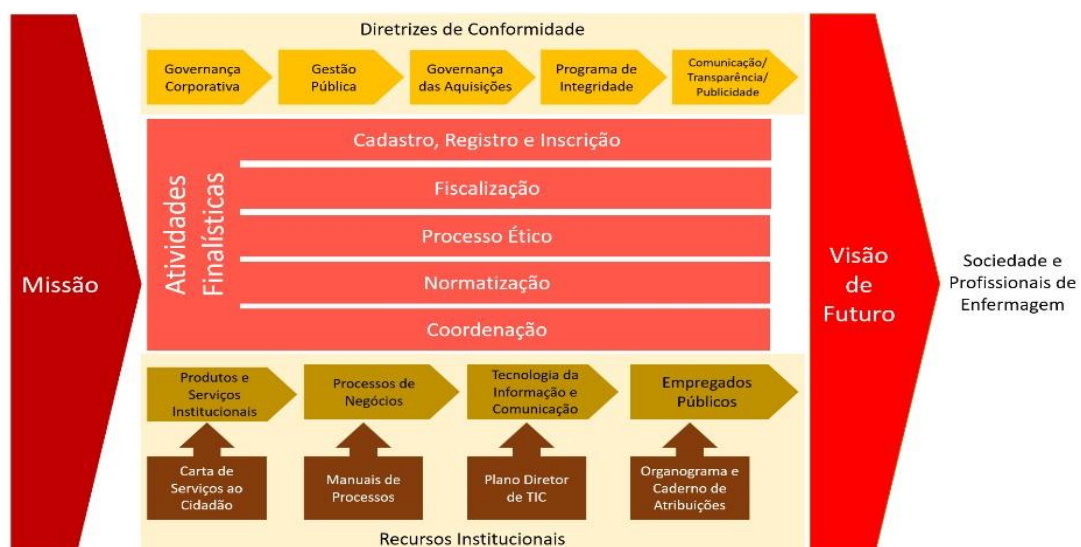 Missão
Diretrizes de Conformidade
Governança
Corporativa
Gestão
Pública
Governança
das Aquisições
Programa de
Integridade
Comunicação/
Transparência/
Publicidade
Atividades
Finalísticas
Cadastro, Registro e Inscrição
Fiscalização
Processo Ético
Normatização
Coordenação
Produtos e
Serviços
Institucionais
Processos de
Negócios
Tecnologia da
Informação e
Comunicação
Empregados
Públicos
Carta de
Serviços ao
Cidadão
Manuais de
Processos
Plano Diretor
de TIC
Organograma e
Caderno de
Atribuições
Recursos Institucionais
Visão
de
Futuro
Sociedade e
Profissionais de
Enfermagem